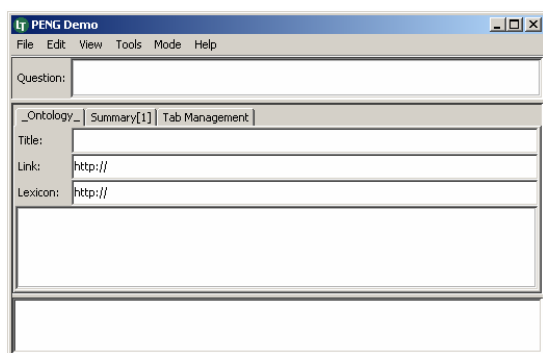 LT PENG Demo
File Edit View Tools Mode Help
Question:
_Ontology_ Summary[1] Tab Management
Title:
Link: http://
Lexicon: http://